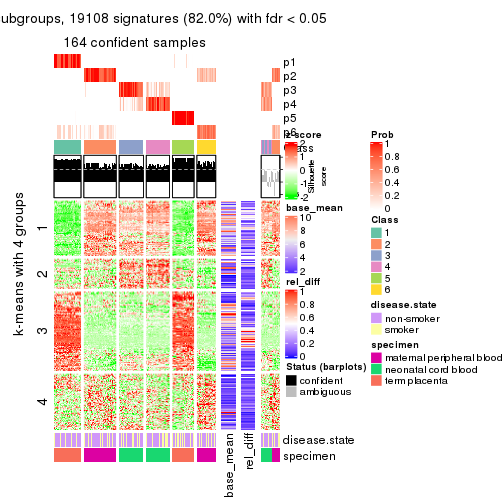 ubgroups, 19108 signatures (82.0%) with fdr < 0.05
164 confident samples
p1
p2
p3
p4
p5
p6
Class
Silhouette score
k-means with 4 groups
1
2
3
4
disease.state
specimen
base_mean
rel_diff
z-score
2
1
0
-1
-2
base_mean
10
8
6
4
2
rel_diff
1
0.8
0.6
0.4
0.2
0
Status (barplots)
confident
ambiguous
Prob
1
0.8
0.6
0.4
0.2
0
Class
1
2
3
4
5
6
disease.state
non-smoker
smoker
specimen
maternal peripheral blood
neonatal cord blood
term placenta